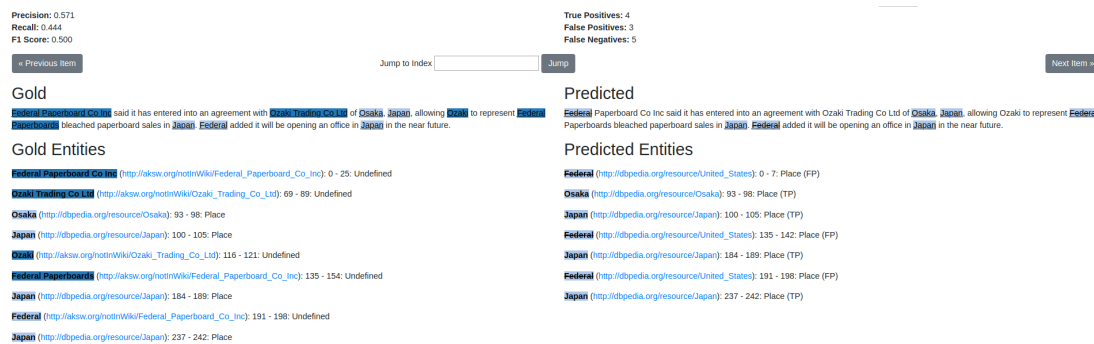 Precision: 0.571
Recall: 0.444
F1 Score: 0.500
True Positives: 4
False Positives: 3
False Negatives: 5
« Previous Item
Jump to Index
Jump
Next Item »
Gold
Federal Paperboard Co Inc said it has entered into an agreement with Ozaki Trading Co Ltd of Osaka, Japan, allowing Ozaki to represent Federal
Paperboards bleached paperboard sales in Japan. Federal added it will be opening an office in Japan in the near future.
Gold Entities
Federal Paperboard Co Inc (http://aksw.org/notInWiki/Federal_Paperboard_Co_Inc): 0 - 25: Undefined
Ozaki Trading Co Ltd (http://aksw.org/notInWiki/Ozaki_Trading_Co_Ltd): 69 - 89: Undefined
Osaka (http://dbpedia.org/resource/Osaka): 93 - 98: Place
Japan (http://dbpedia.org/resource/Japan): 100 - 105: Place
Ozaki (http://aksw.org/notInWiki/Ozaki_Trading_Co_Ltd): 116 - 121: Undefined
Federal Paperboards (http://aksw.org/notInWiki/Federal_Paperboard_Co_Inc): 135 - 154: Undefined
Japan (http://dbpedia.org/resource/Japan): 184 - 189: Place
Federal (http://aksw.org/notInWiki/Federal_Paperboard_Co_Inc): 191 - 198: Undefined
Japan (http://dbpedia.org/resource/Japan): 237 - 242: Place
Predicted
Federal Paperboard Co Inc said it has entered into an agreement with Ozaki Trading Co Ltd of Osaka, Japan, allowing Ozaki to represent Federa
Paperboards bleached paperboard sales in Japan. Federal added it will be opening an office in Japan in the near future.
Predicted Entities
Federal (http://dbpedia.org/resource/United_States): 0 - 7: Place (FP)
Osaka (http://dbpedia.org/resource/Osaka): 93 - 98: Place (TP)
Japan (http://dbpedia.org/resource/Japan): 100 - 105: Place (TP)
Federal (http://dbpedia.org/resource/United_States): 135 - 142: Place (FP)
Japan (http://dbpedia.org/resource/Japan): 184 - 189: Place (TP)
Federal (http://dbpedia.org/resource/United_States): 191 - 198: Place (FP)
Japan (http://dbpedia.org/resource/Japan): 237 - 242: Place (TP)